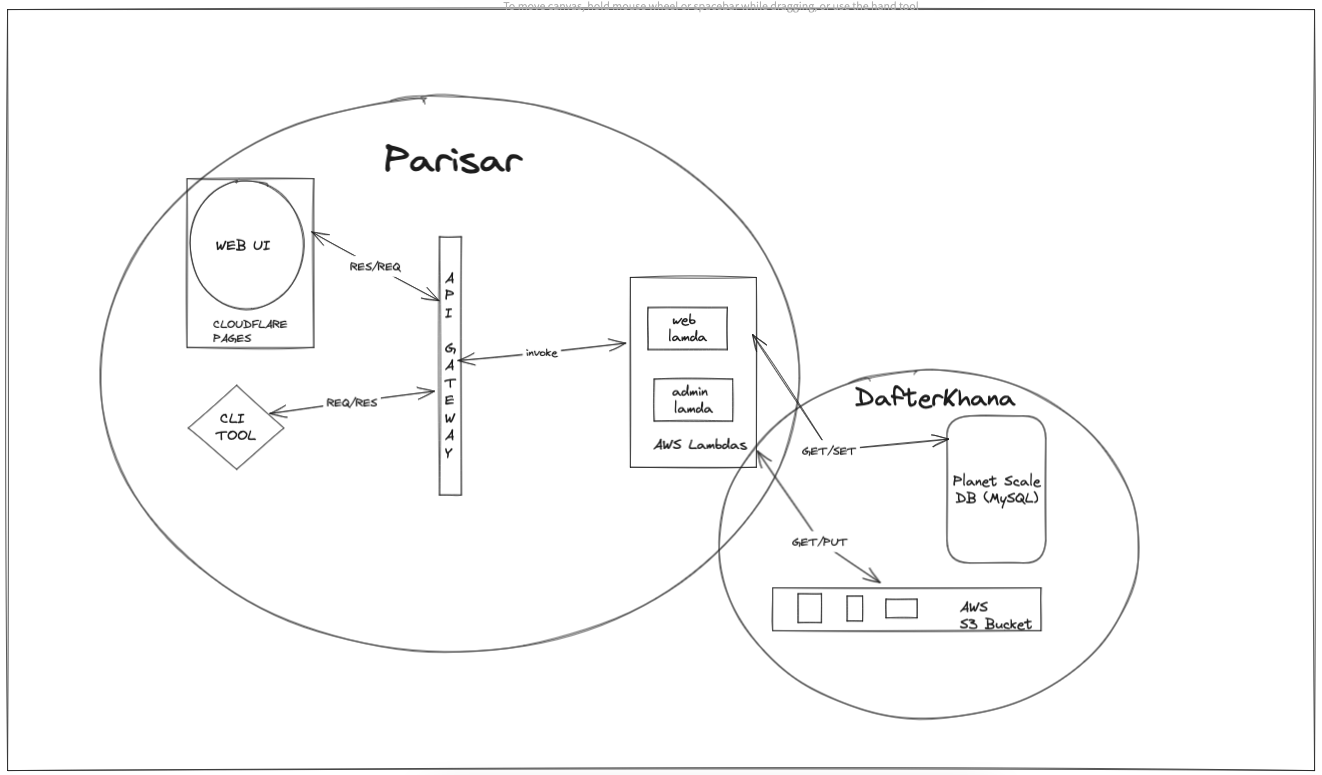 To move canvas, hold mouse wheel or spacebar while dragging, or use the hand tool
Parisar
WEB UI
CLOUDFLARE
PAGES
RES/REQ
CLI
TOOL
REQ/RES
API GATEWAY
invoke
web
lamda
admin
lamda
AWS Lambdas
DafterKhana
GET/SET
Planet Scale
DB (MySQL)
GET/PUT
AWS
S3 Bucket